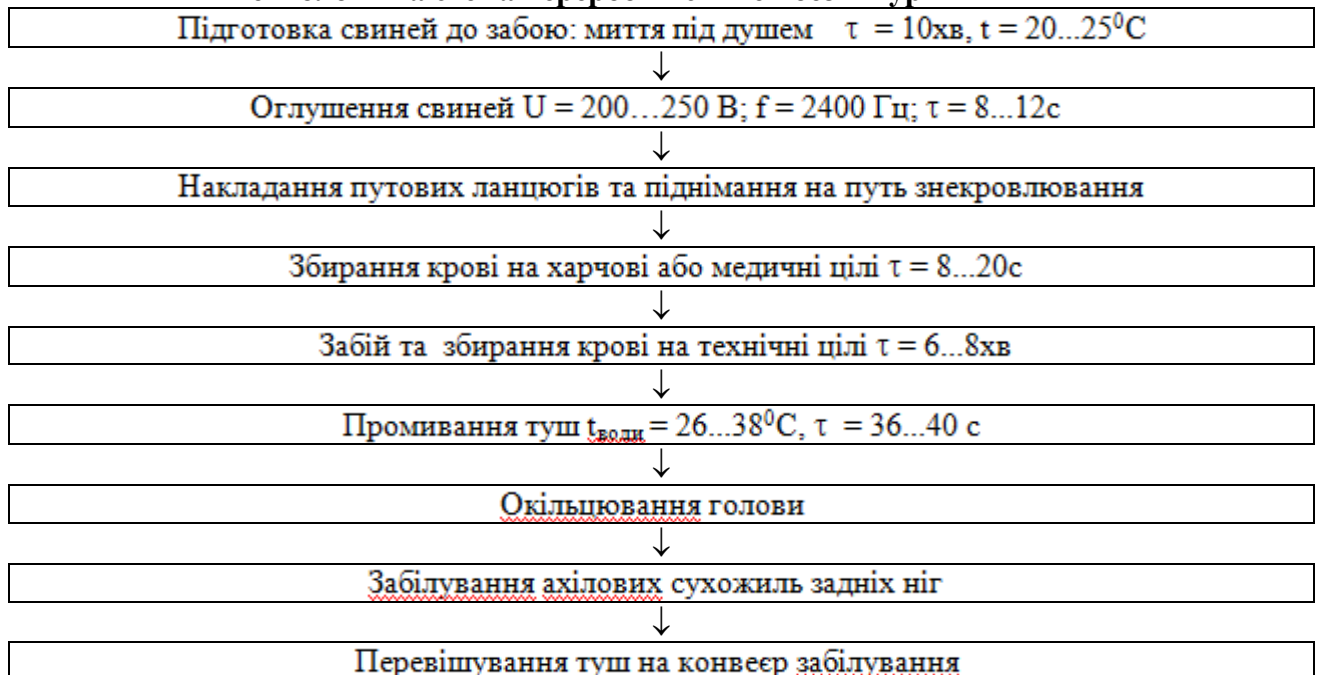 Підготовка свиней до забою: миття під душем τ = 10хв, t = 20...25⁰С
↓
Оглушення свиней U = 200...250 В; f = 2400 Гц; τ = 8...12с
↓
Накладання путових ланцюгів та піднімання на путь знекровлювання
↓
Збирання крові на харчові або медичні цілі τ = 8...20с
↓
Забій та збирання крові на технічні цілі τ = 6...8хв
↓
Промивання туш tводи = 26...38⁰С, τ = 36...40 с
↓
Окільцювання голови
↓
Забілування ахілових сухожиль задніх ніг
↓
Перевішування туш на конвеєр забілування